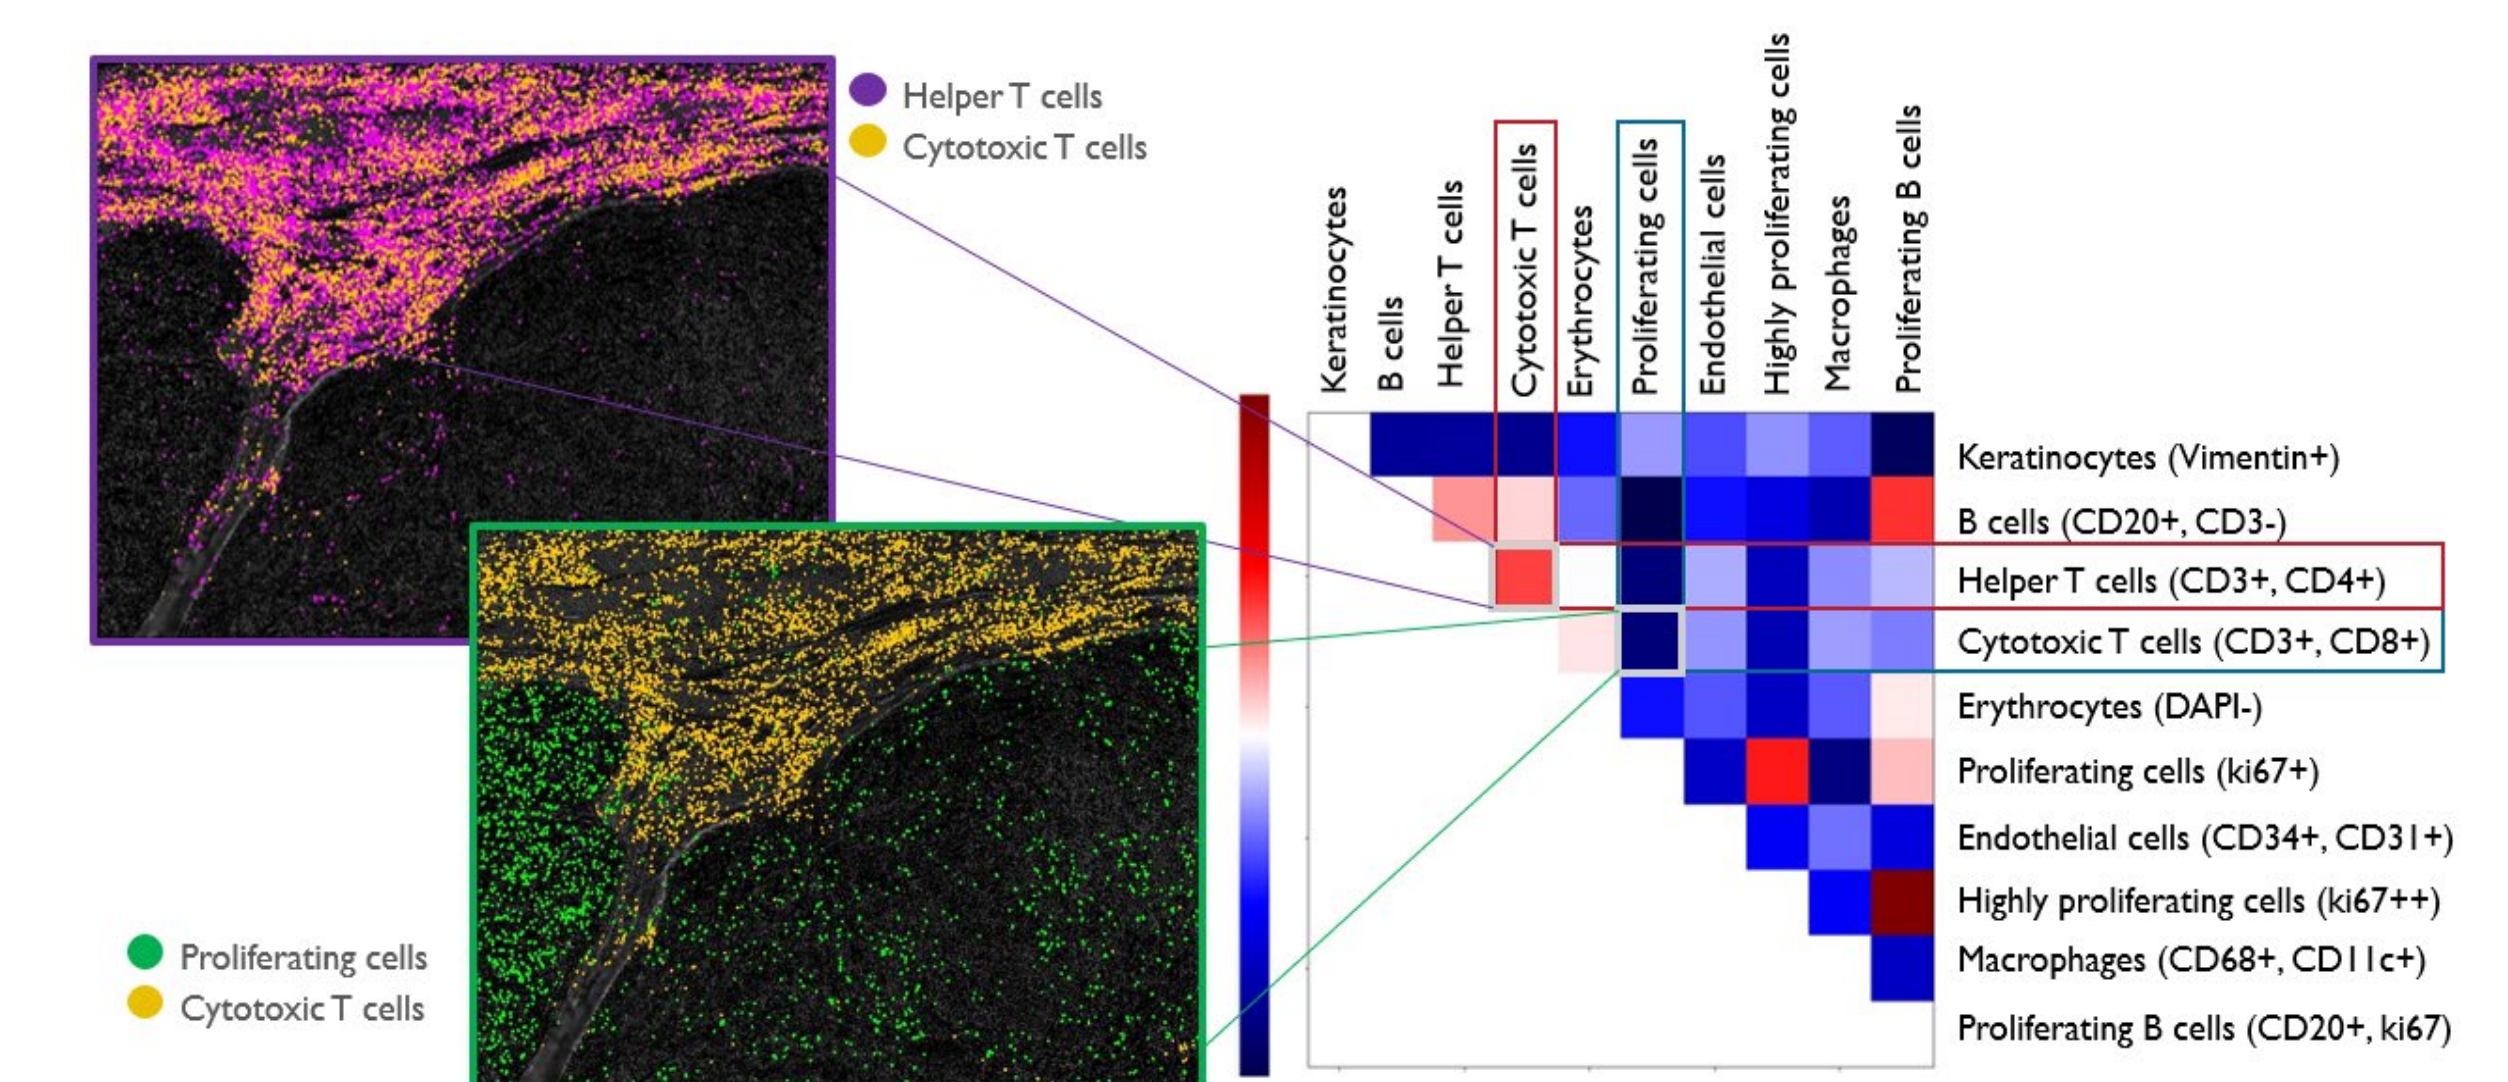 Helper T cells
Cytotoxic T cells
Proliferating cells
Cytotoxic T cells
Keratinocytes
B cells
Helper T cells
Cytotoxic T cells
Erythrocytes
Proliferating cells
Endothelial cells
Highly proliferating cells
Macrophages
Proliferating B cells
Keratinocytes (Vimentin+)
B cells (CD20+, CD3-)
Helper T cells (CD3+, CD4+)
Cytotoxic T cells (CD3+, CD8+)
Erythrocytes (DAPI-)
Proliferating cells (ki67+)
Endothelial cells (CD34+, CD31+)
Highly proliferating cells (ki67++)
Macrophages (CD68+, CD11c+)
Proliferating B cells (CD20+, ki67)